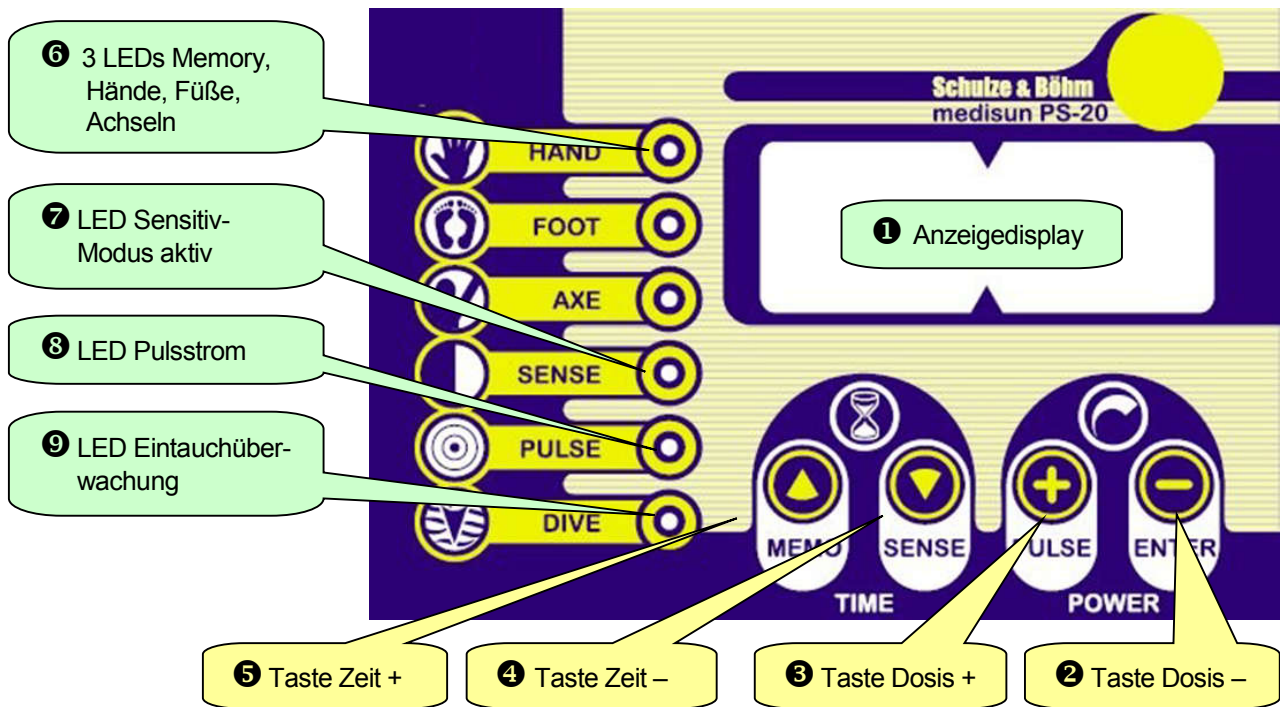 ❻ 3 LEDs Memory,
Hände, Füße,
Achseln
❼ LED Sensitiv-
Modus aktiv
❽ LED Pulsstrom
❾ LED Eintauchüber-
wachung
HAND
FOOT
AXE
SENSE
PULSE
DIVE
Schulze & Böhm
medisun PS-20
❶ Anzeigedisplay
MEMO SENSE PULSE ENTER
TIME POWER
❺ Taste Zeit +
❹ Taste Zeit –
❸ Taste Dosis +
❷ Taste Dosis –